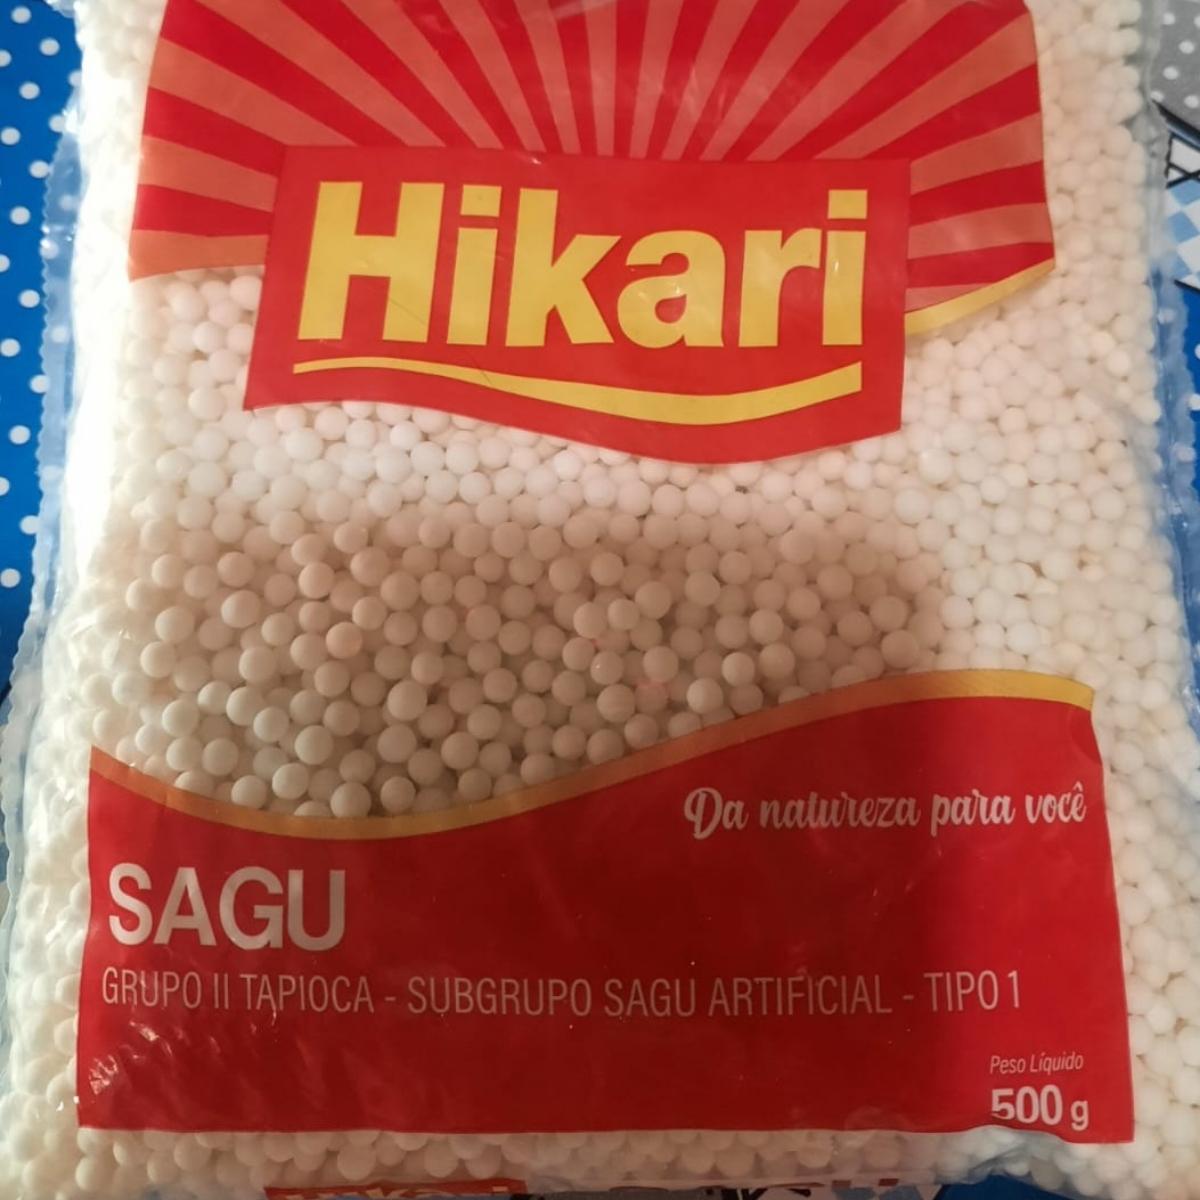 Hikari
Da natureza para você
SAGU
GRUPO II TAPIOCA - SUBGRUPO SAGU ARTIFICIAL - TIPO 1
Peso Líquido
500 g